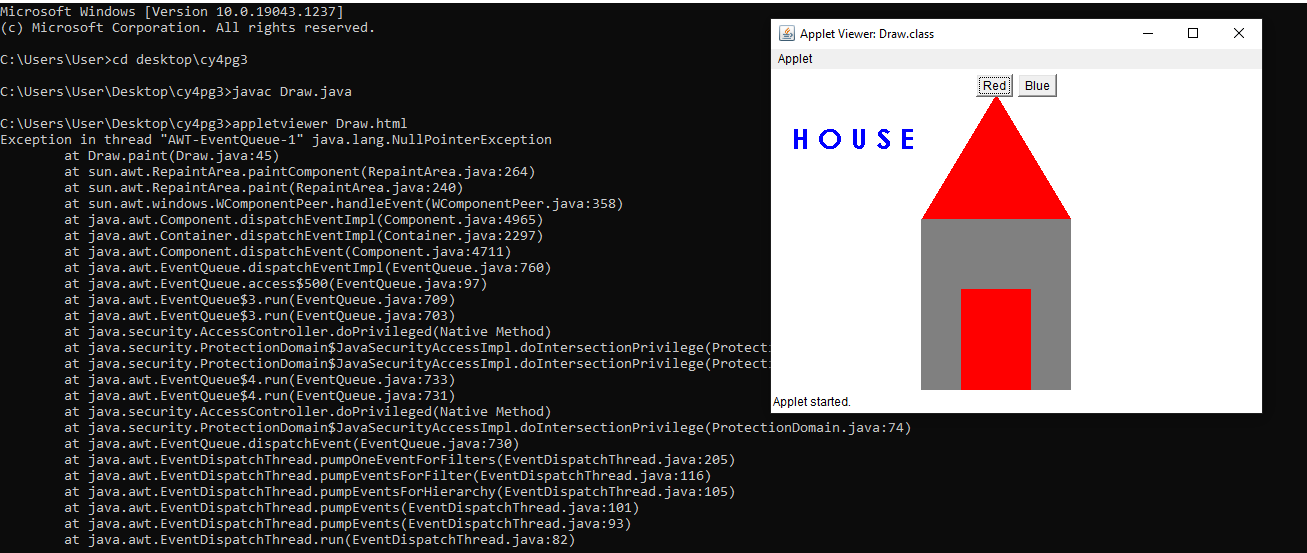 Microsoft Windows [Version 10.0.19043.1237]
(c) Microsoft Corporation. All rights reserved.
C:\Users\User>cd desktop\cy4pg3
C:\Users\User\Desktop\cy4pg3>javac Draw.java
C:\Users\User\Desktop\cy4pg3>appletviewer Draw.html
Exception in thread "AWT-EventQueue-1" java.lang.NullPointerException
at Draw.paint(Draw.java:45)
at sun.awt.RepaintArea.paintComponent(RepaintArea.java:264)
at sun.awt.RepaintArea.paint(RepaintArea.java:240)
at sun.awt.windows.WComponentPeer.handleEvent(WComponentPeer.java:358)
at java.awt.Component.dispatchEventImpl(Component.java:4965)
at java.awt.Container.dispatchEventImpl(Container.java:2297)
at java.awt.Component.dispatchEvent(Component.java:4711)
at java.awt.EventQueue.dispatchEventImpl(EventQueue.java:760)
at java.awt.EventQueue.access$500(EventQueue.java:97)
at java.awt.EventQueue$3.run(EventQueue.java:709)
at java.awt.EventQueue$3.run(EventQueue.java:703)
at java.security.AccessController.doPrivileged(Native Method)
at java.security.ProtectionDomain$JavaSecurityAccessImpl.doIntersectionPrivilege(Protecti
at java.security.ProtectionDomain$JavaSecurityAccessImpl.doIntersectionPrivilege(Protecti
at java.awt.EventQueue$4.run(EventQueue.java:733)
at java.awt.EventQueue$4.run(EventQueue.java:731)
at java.security.AccessController.doPrivileged(Native Method)
at java.security.ProtectionDomain$JavaSecurityAccessImpl.doIntersectionPrivilege(ProtectionDomain.java:74)
at java.awt.EventQueue.dispatchEvent(EventQueue.java:730)
at java.awt.EventDispatchThread.pumpOneEventForFilters(EventDispatchThread.java:205)
at java.awt.EventDispatchThread.pumpEventsForFilter(EventDispatchThread.java:116)
at java.awt.EventDispatchThread.pumpEventsForHierarchy(EventDispatchThread.java:105)
at java.awt.EventDispatchThread.pumpEvents(EventDispatchThread.java:101)
at java.awt.EventDispatchThread.pumpEvents(EventDispatchThread.java:93)
at java.awt.EventDispatchThread.run(EventDispatchThread.java:82)
Applet Viewer: Draw.class
Applet
Red Blue
H O U S E
Applet started.